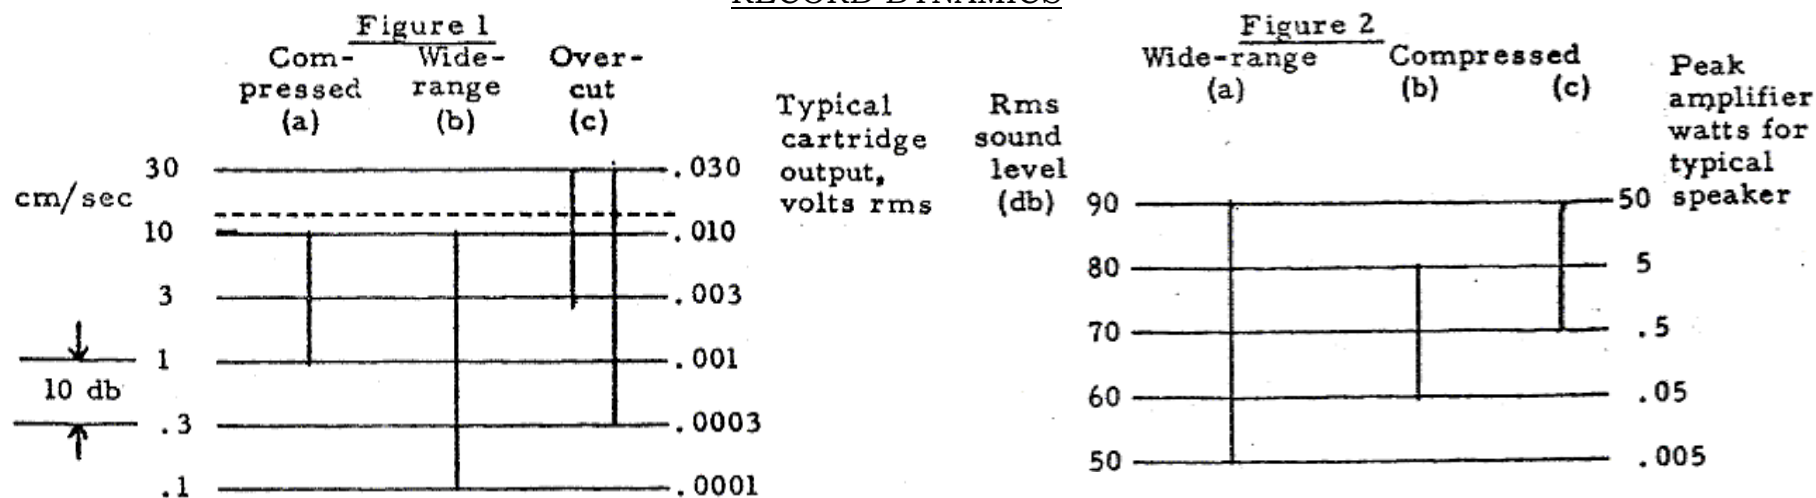 RECORD DYNAMICS
Figure 1
Com-
pressed
(a)
Wide-
range
(b)
Over-
cut
(c)
cm/sec
30
10
3
1
.3
.1
10 db
.030
.010
.003
.001
.0003
.0001
Typical
cartridge
output,
volts rms
Figure 2
Wide-range
(a)
Compressed
(b) (c)
Rms
sound
level
(db)
90
80
70
60
50
50
5
.5
.05
.005
Peak
amplifier
watts for
typical
speaker